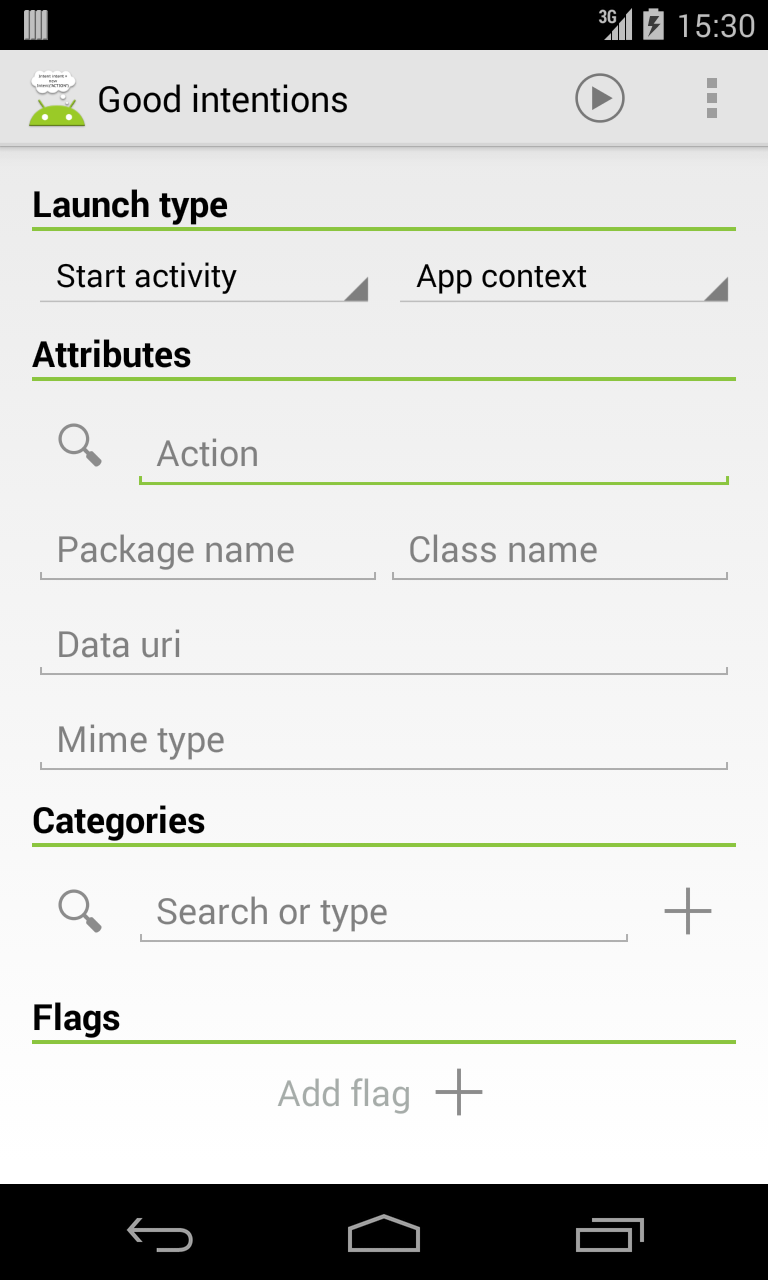 3G 15:30
Good intentions
Launch type
Start activity App context
Attributes
Action
Package name Class name
Data uri
Mime type
Categories
Search or type
Flags
Add flag